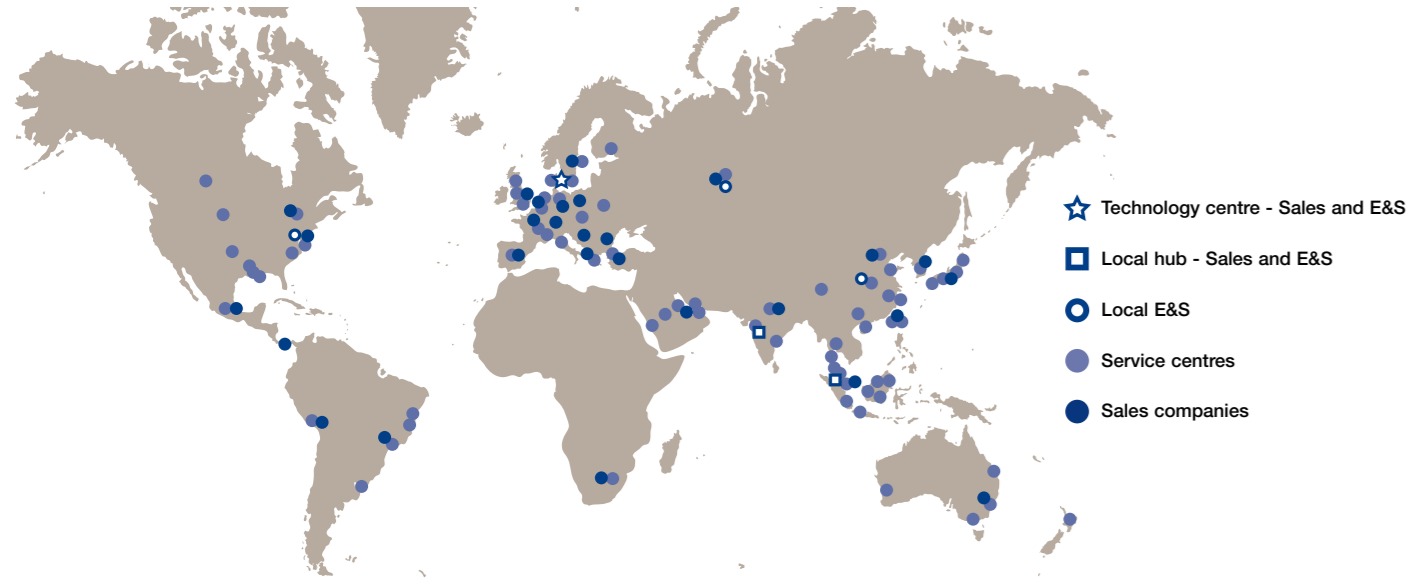 Technology centre - Sales and E&S
Local hub - Sales and E&S
Local E&S
Service centres
Sales companies